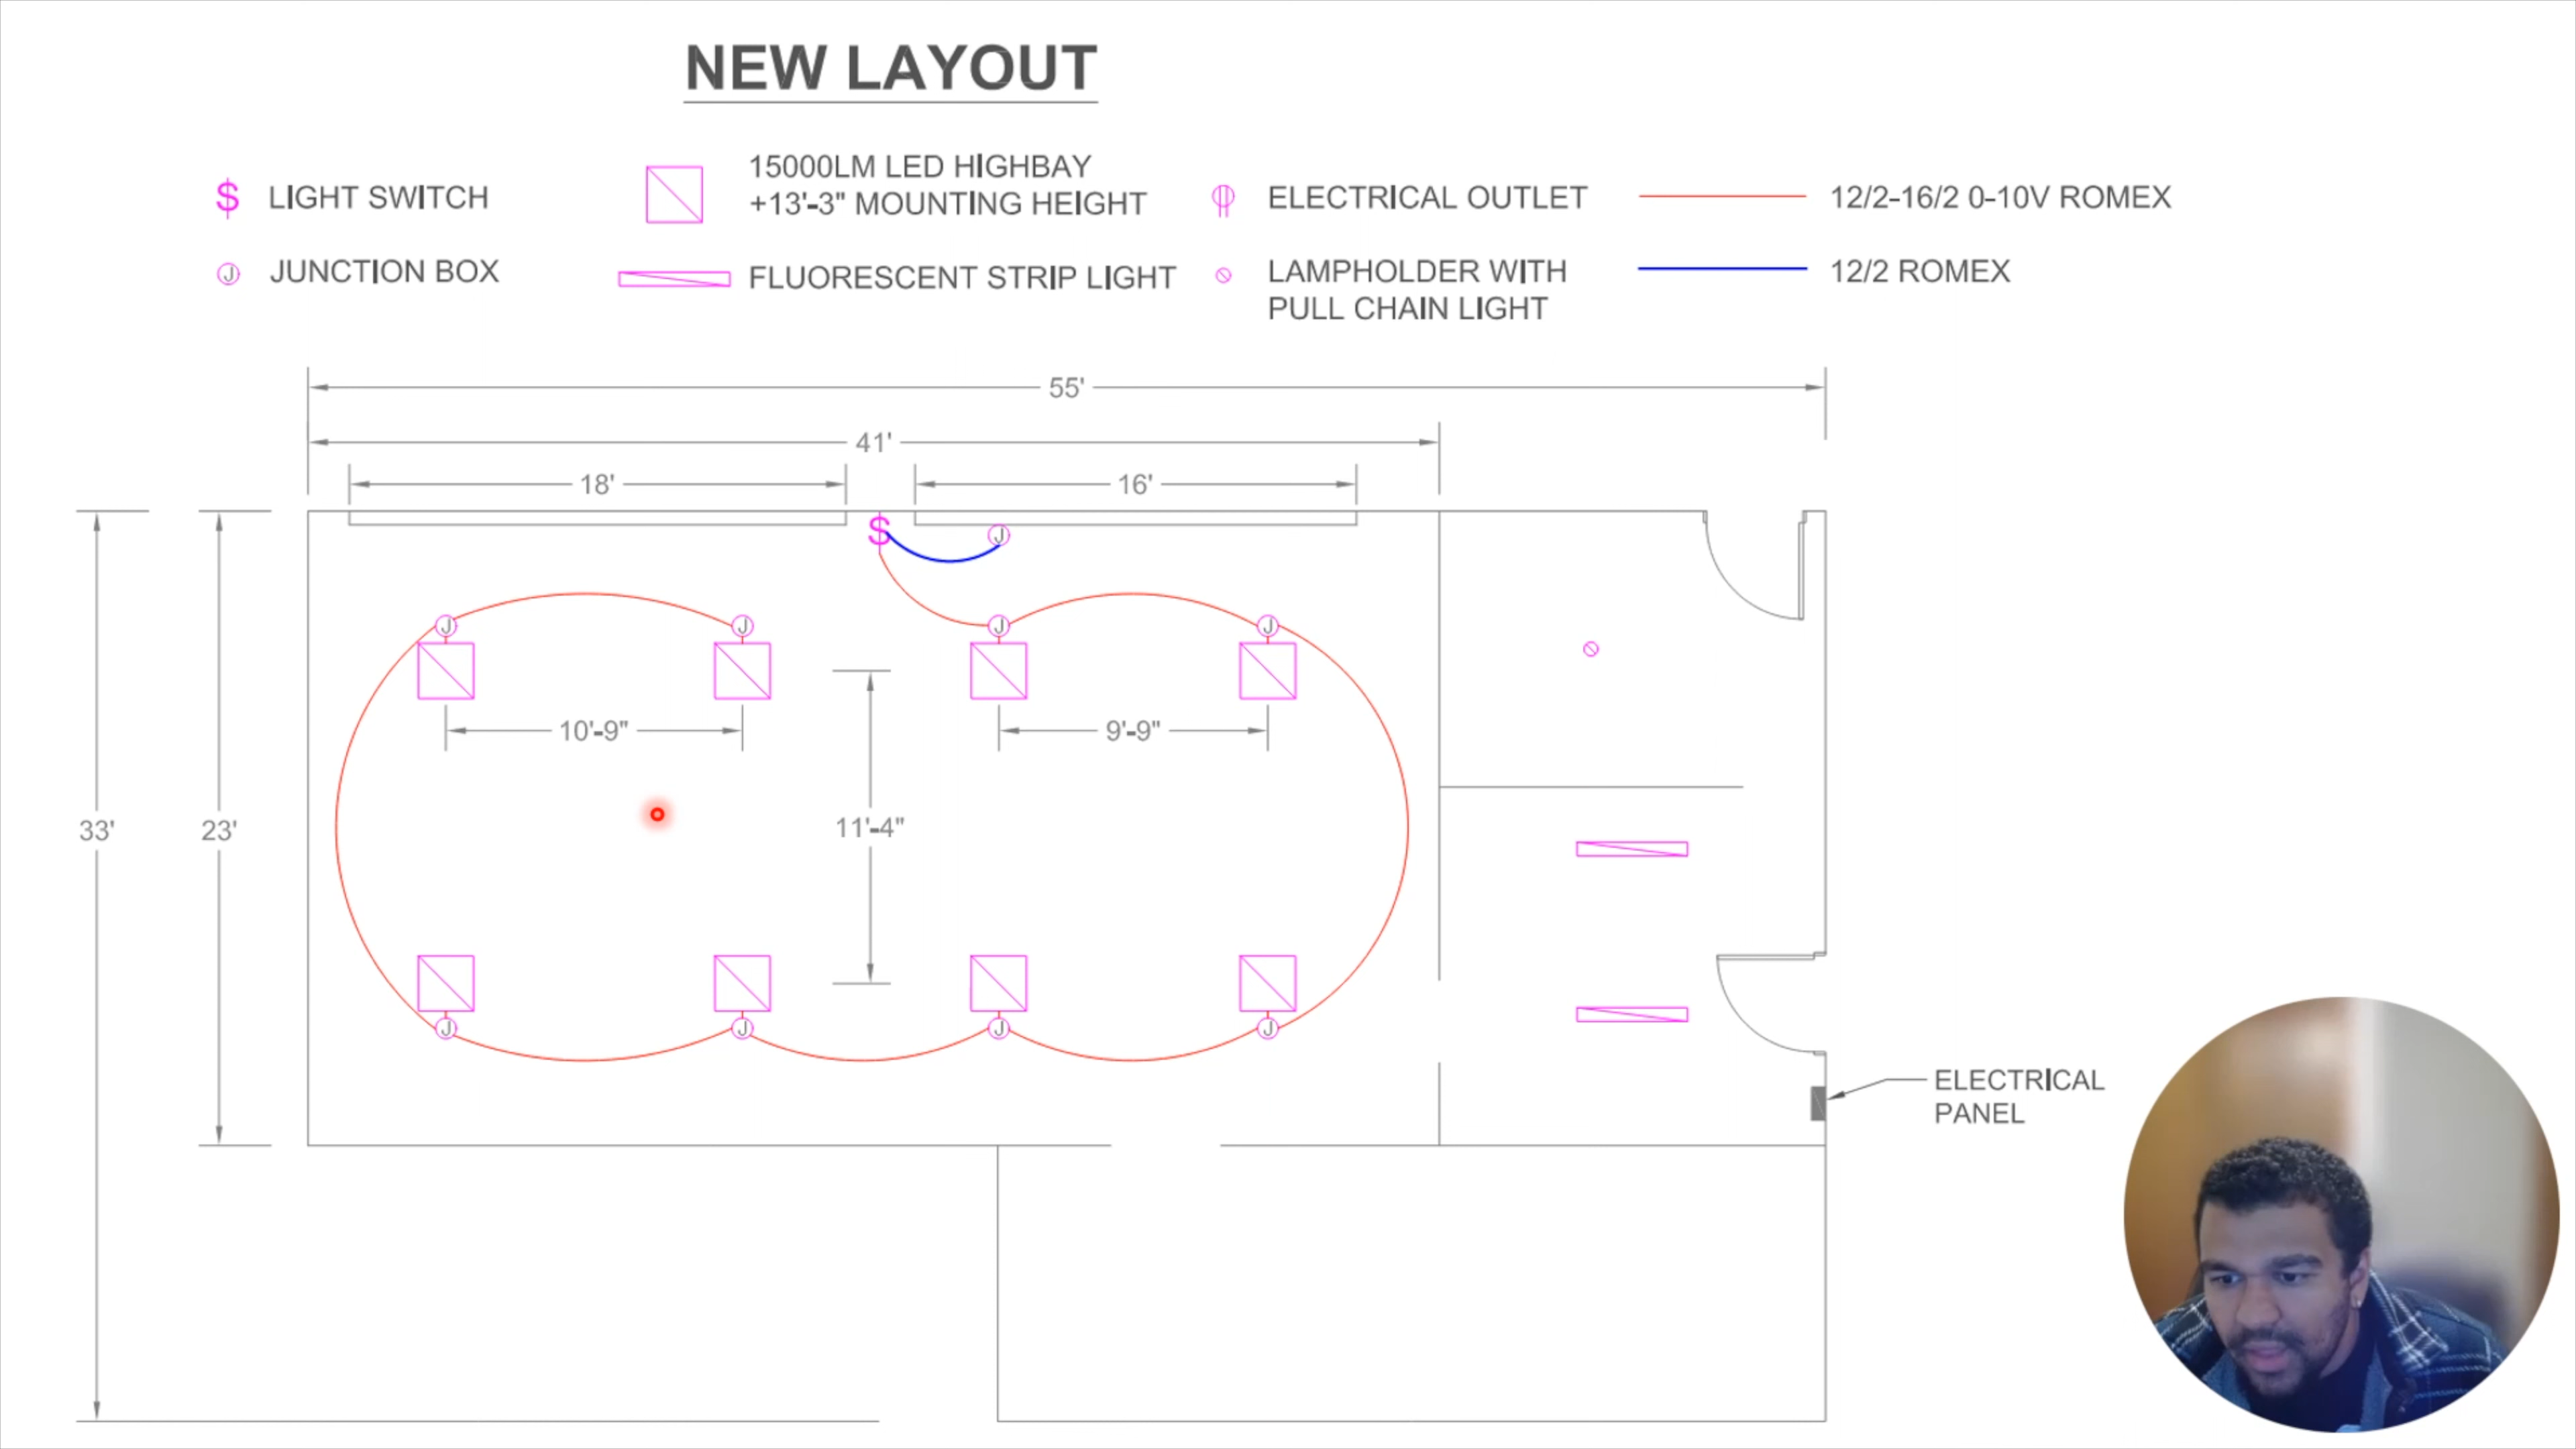 NEW LAYOUT
$ LIGHT SWITCH
15000LM LED HIGHBAY
+13'-3" MOUNTING HEIGHT
ELECTRICAL OUTLET
12/2-16/2 0-10V ROMEX
J JUNCTION BOX
FLUORESCENT STRIP LIGHT
LAMPHOLDER WITH
PULL CHAIN LIGHT
12/2 ROMEX
55'
41'
18'
16'
$
J
J
J
J
J
10'-9"
9'-9"
33'
23'
11'-4"
J
J
J
J
ELECTRICAL
PANEL